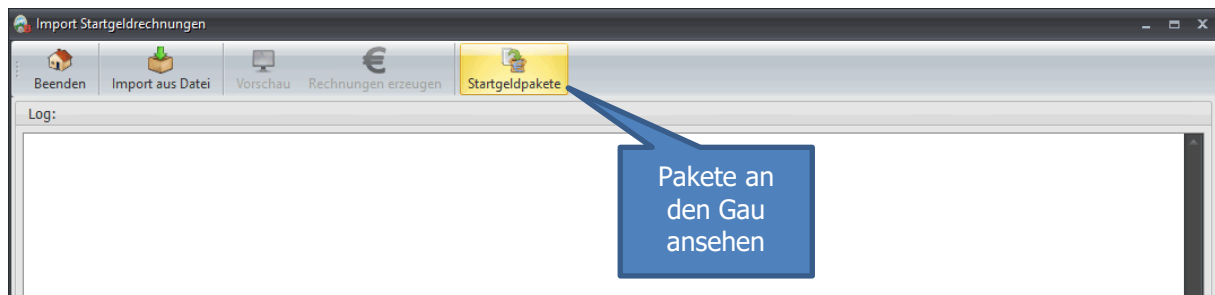 Import Startgeldrechnungen
Beenden Import aus Datei Vorschau Rechnungen erzeugen Startgeldpakete
Log:
Pakete an
den Gau
ansehen